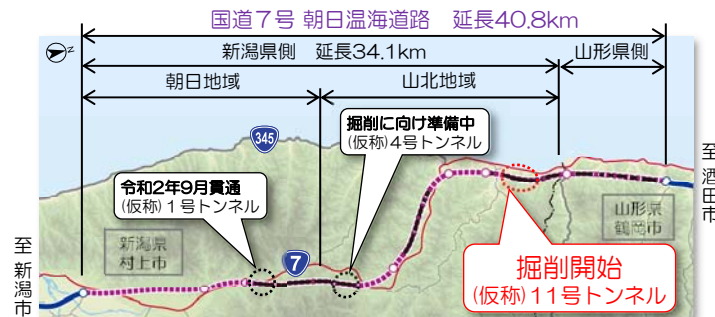 国道７号 朝日温海道路　延長40.8km
新潟県側　延長34.1km
山形県側
朝日地域
山北地域
Z
345
掘削に向け準備中
(仮称)４号トンネル
令和2年9月貫通
(仮称)１号トンネル
至 酒田市
山形県
鶴岡市
新潟県
村上市
7
至 新潟市
掘削開始
(仮称)11号トンネル